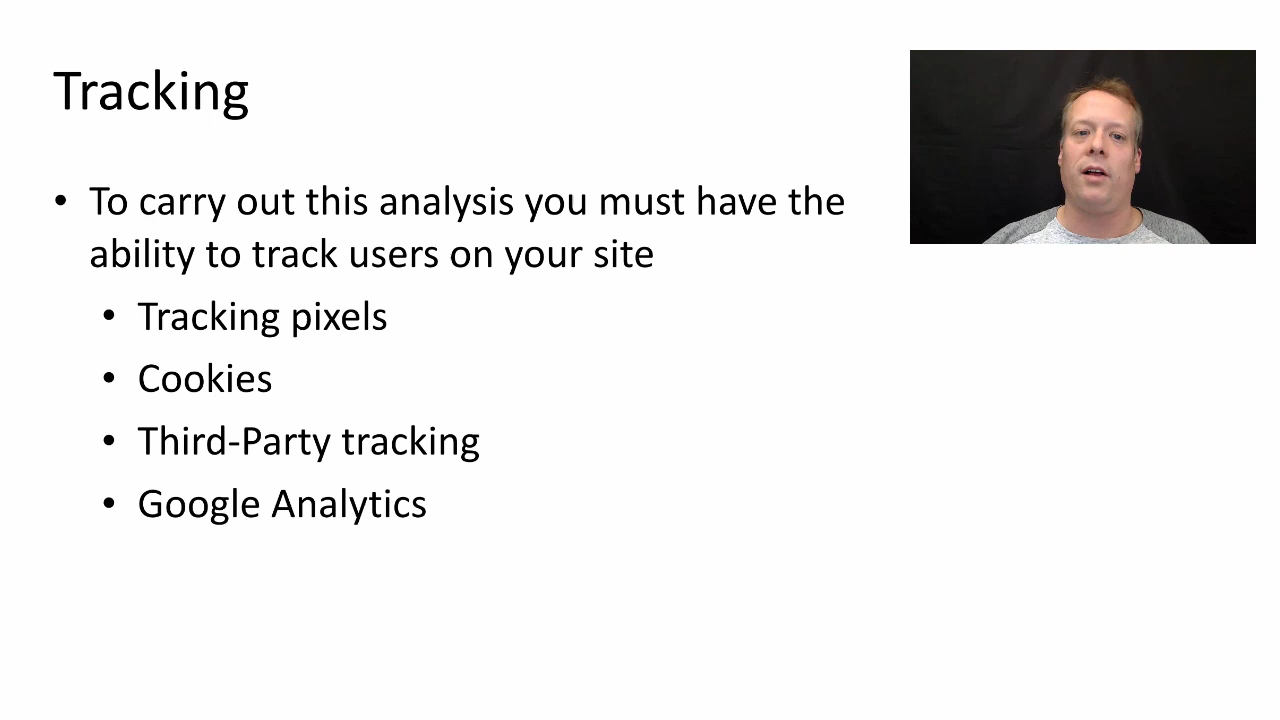 Tracking
• To carry out this analysis you must have the
ability to track users on your site
• Tracking pixels
• Cookies
• Third-Party tracking
• Google Analytics